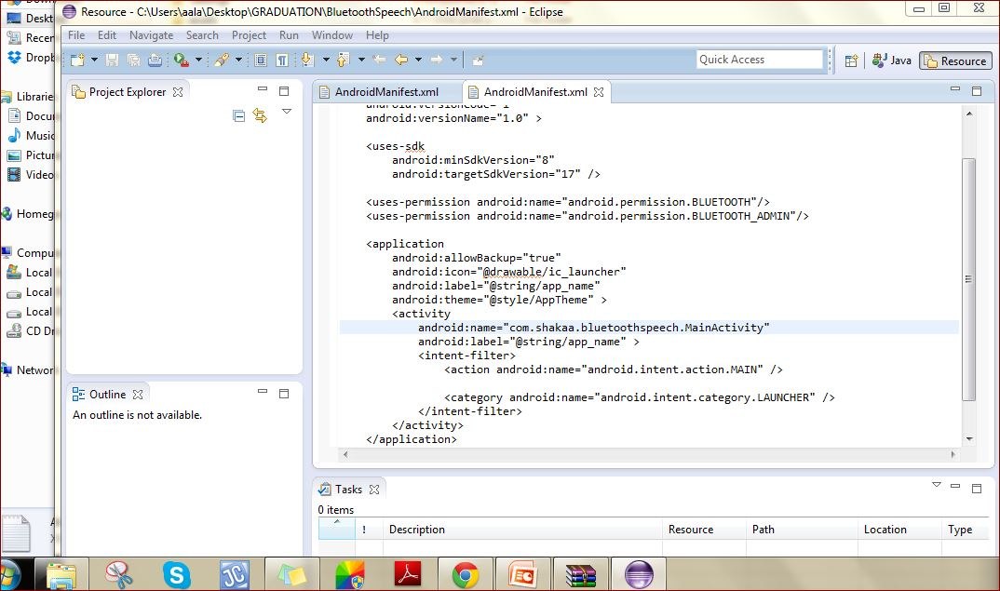 Resource - C:\Users\aala\Desktop\GRADUATION\BluetoothSpeech\AndroidManifest.xml - Eclipse
File Edit Navigate Search Project Run Window Help
Quick Access
Java
Resource
Deskt
Recen
Dropb
Librarie
Docu
Music
Pictur
Video
Homeg
Compu
Local
Local
Local
CD Dr
Networ
Project Explorer
Outline
An outline is not available.
AndroidManifest.xml
AndroidManifest.xml
android:versionCode="1"
android:versionName="1.0" >
<uses-sdk
android:minSdkVersion="8"
android:targetSdkVersion="17" />
<uses-permission android:name="android.permission.BLUETOOTH"/>
<uses-permission android:name="android.permission.BLUETOOTH_ADMIN"/>
<application
android:allowBackup="true"
android:icon="@drawable/ic_launcher"
android:label="@string/app_name"
android:theme="@style/AppTheme" >
<activity
android:name="com.shakaa.bluetoothspeech.MainActivity"
android:label="@string/app_name" >
<intent-filter>
<action android:name="android.intent.action.MAIN" />
<category android:name="android.intent.category.LAUNCHER" />
</intent-filter>
</activity>
</application>
Tasks
0 items
! Description Resource Path Location Type
JC